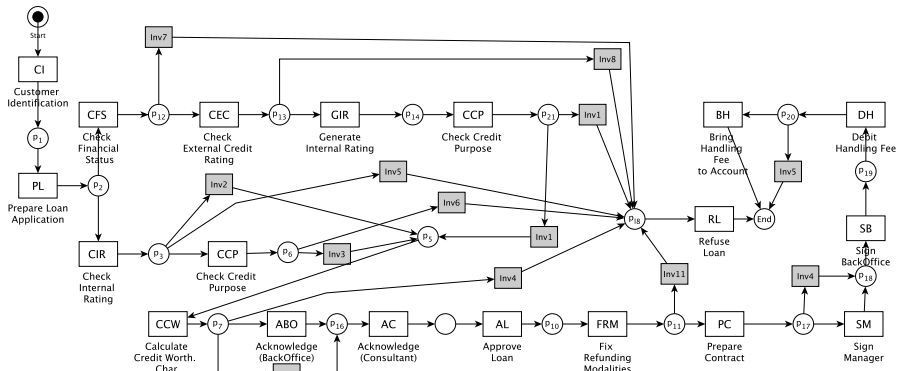 Start
CI
Customer
Identification
p1
PL
Prepare Loan
Application
p2
CFS
Check
Financial
Status
Inv7
p12
CEC
Check
External Credit
Rating
p13
GIR
Generate
Internal Rating
p14
CCP
Check Credit
Purpose
p21
Inv1
Inv8
BH
Bring
Handling
Fee
to Account
p20
DH
Debit
Handling Fee
Inv5
p19
End
SB
Sign
BackOffice
p18
CIR
Check
Internal
Rating
p3
Inv2
Inv5
CCP
Check Credit
Purpose
p6
Inv6
Inv3
p5
Inv1
pl8
RL
Refuse
Loan
Inv4
Inv11
Inv4
CCW
Calculate
Credit Worth.
Char
p7
ABO
Acknowledge
(BackOffice)
p16
AC
Acknowledge
(Consultant)
AL
Approve
Loan
p10
FRM
Fix
Refunding
Modalities
p11
PC
Prepare
Contract
p17
SM
Sign
Manager